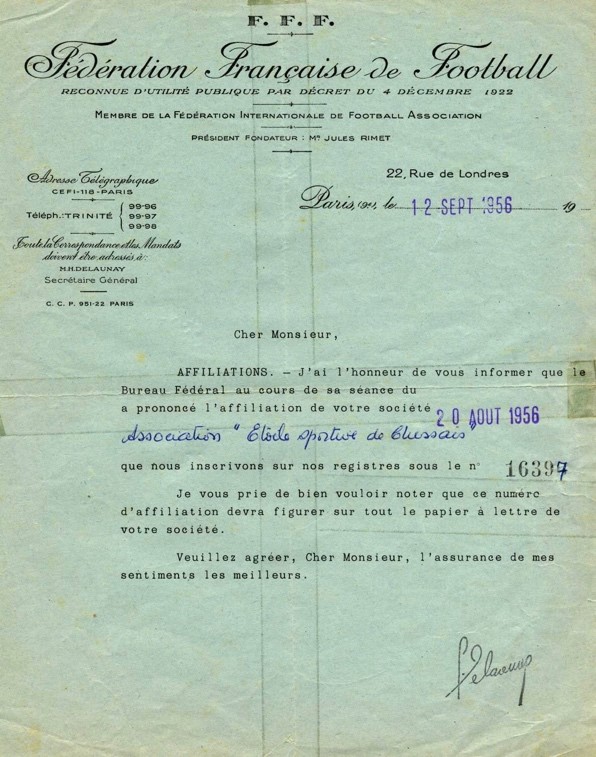 F. F. F.
Fédération Française de Football
RECONNUE D'UTILITÉ PUBLIQUE PAR DÉCRET DU 4 DÉCEMBRE 1922
MEMBRE DE LA FÉDÉRATION INTERNATIONALE DE FOOTBALL ASSOCIATION
PRÉSIDENT FONDATEUR : Mr JULES RIMET
Adresse Télégraphique
CEFI-118-PARIS
Téléph.: TRINITÉ { 99-96
99-97
99-98
Toute la Correspondance et les Mandats
doivent être adressés à :
M.H. DELAUNAY
Secrétaire Général
C. C. P. 951-22 PARIS
22, Rue de Londres
Paris, le 12 SEPT 1956 19
Cher Monsieur,
AFFILIATIONS. – J'ai l'honneur de vous informer que le
Bureau Fédéral au cours de sa séance du
a prononcé l'affiliation de votre société 20 AOUT 1956
Association "Etoile Sportive de Chessais"
que nous inscrivons sur nos registres sous le n° 16397
Je vous prie de bien vouloir noter que ce numéro
d'affiliation devra figurer sur tout le papier à lettre de
votre société.
Veuillez agréer, Cher Monsieur, l'assurance de mes
sentiments les meilleurs.